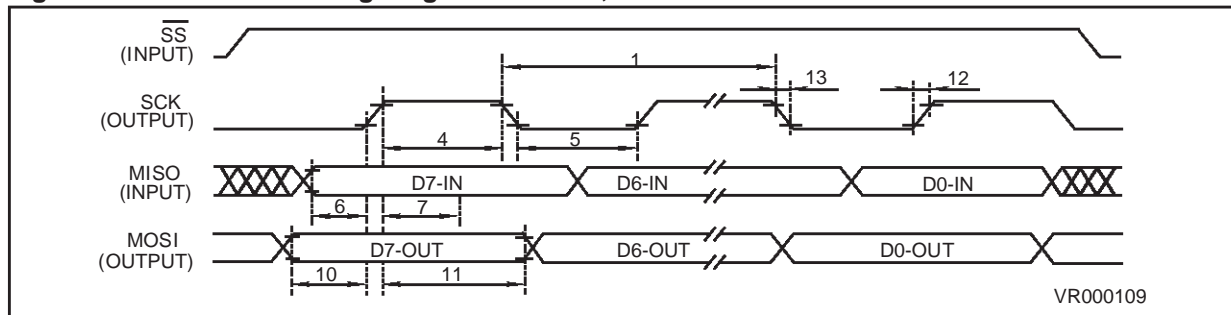 SS
(INPUT)
1
13
12
SCK
(OUTPUT)
4
5
MISO
(INPUT)
D7-IN
D6-IN
D0-IN
6
7
MOSI
(OUTPUT)
D7-OUT
D6-OUT
D0-OUT
10
11
VR000109